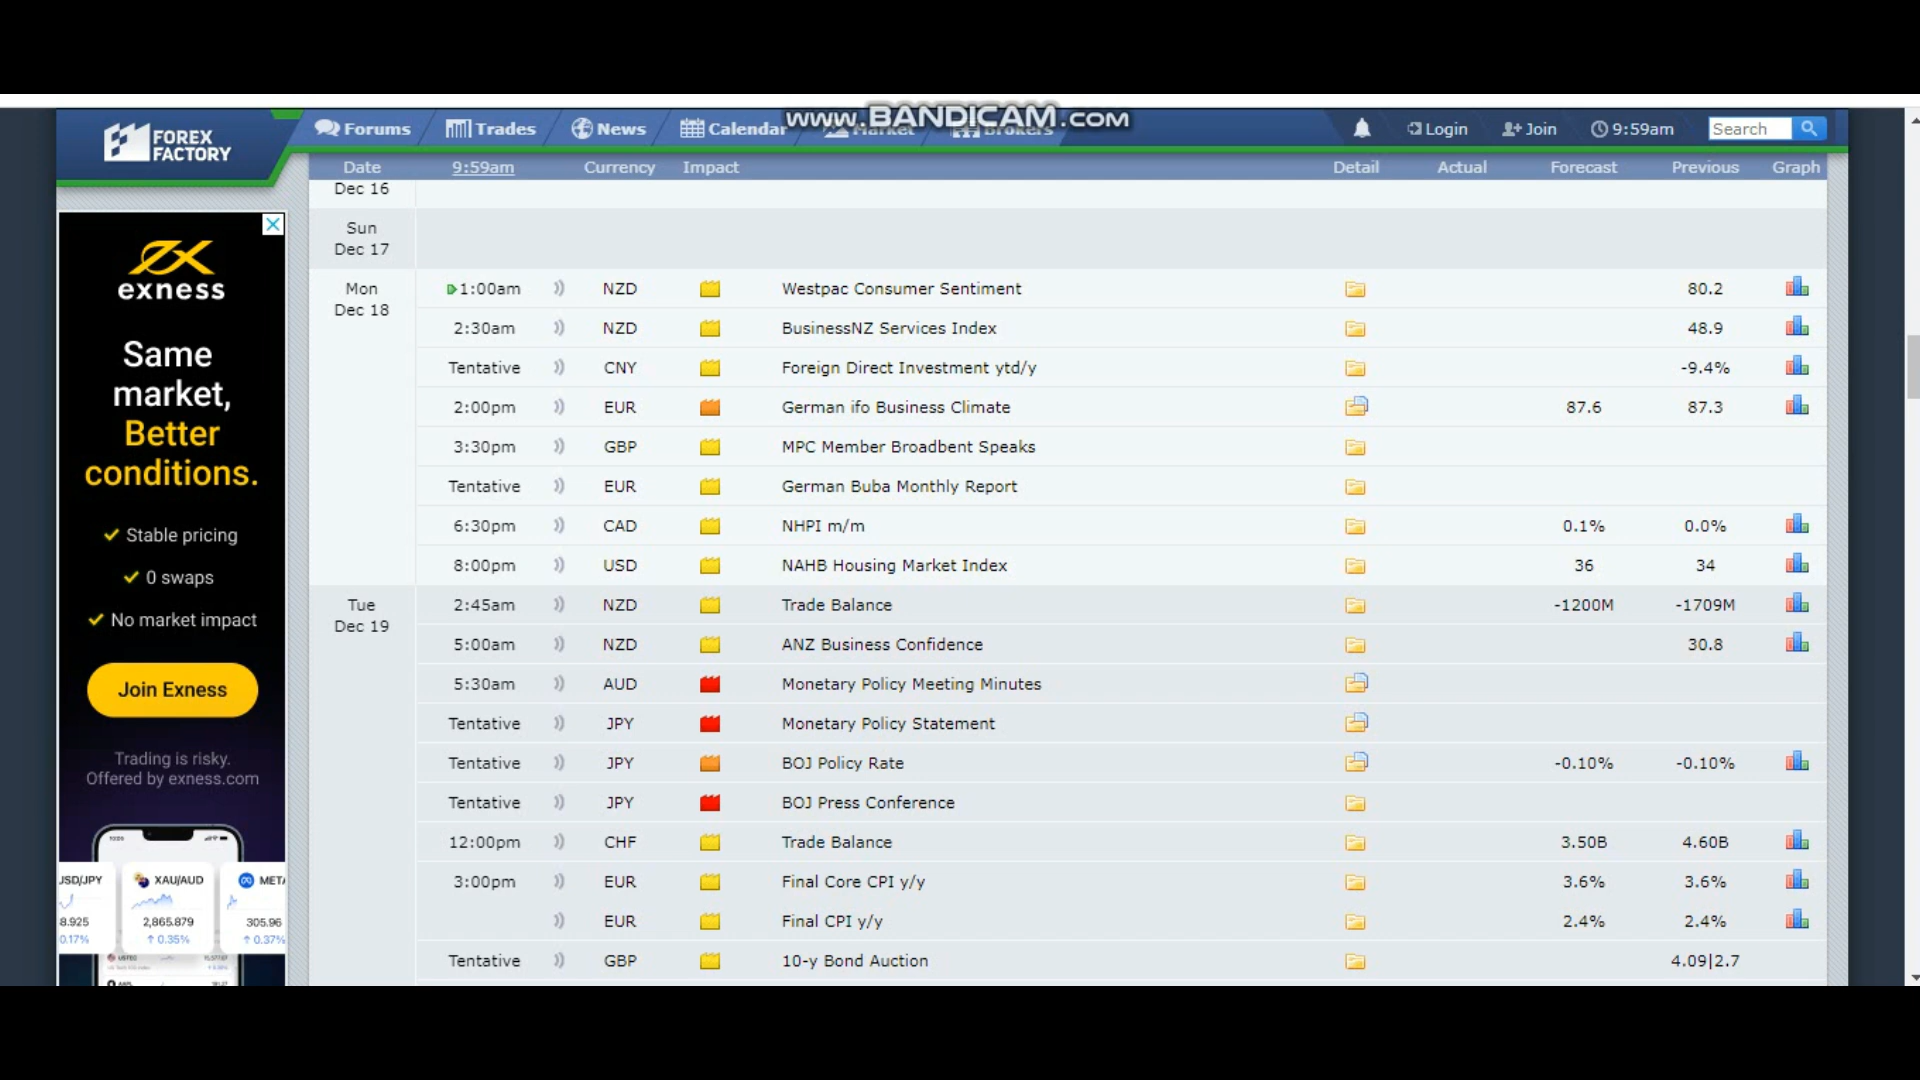 www.BANDICAM.com
FOREX
FACTORY
Forums Trades News Calendar Market Brokers Login Join 9:59am Search
Date 9:59am Currency Impact Detail Actual Forecast Previous Graph
Dec 16
Sun
Dec 17
Mon
Dec 18
1:00am NZD Westpac Consumer Sentiment 80.2
2:30am NZD BusinessNZ Services Index 48.9
Tentative CNY Foreign Direct Investment ytd/y -9.4%
2:00pm EUR German ifo Business Climate 87.6 87.3
3:30pm GBP MPC Member Broadbent Speaks
Tentative EUR German Buba Monthly Report
6:30pm CAD NHPI m/m 0.1% 0.0%
8:00pm USD NAHB Housing Market Index 36 34
Tue
Dec 19
2:45am NZD Trade Balance -1200M -1709M
5:00am NZD ANZ Business Confidence 30.8
5:30am AUD Monetary Policy Meeting Minutes
Tentative JPY Monetary Policy Statement
Tentative JPY BOJ Policy Rate -0.10% -0.10%
Tentative JPY BOJ Press Conference
12:00pm CHF Trade Balance 3.50B 4.60B
3:00pm EUR Final Core CPI y/y 3.6% 3.6%
EUR Final CPI y/y 2.4% 2.4%
Tentative GBP 10-y Bond Auction 4.09|2.7
exness
Same
market,
Better
conditions.
Stable pricing
0 swaps
No market impact
Join Exness
Trading is risky.
Offered by exness.com
JSD/JPY XAU/AUD META
8.925 2,865.879 305.96
0.17% ↑ 0.35% ↑ 0.37%